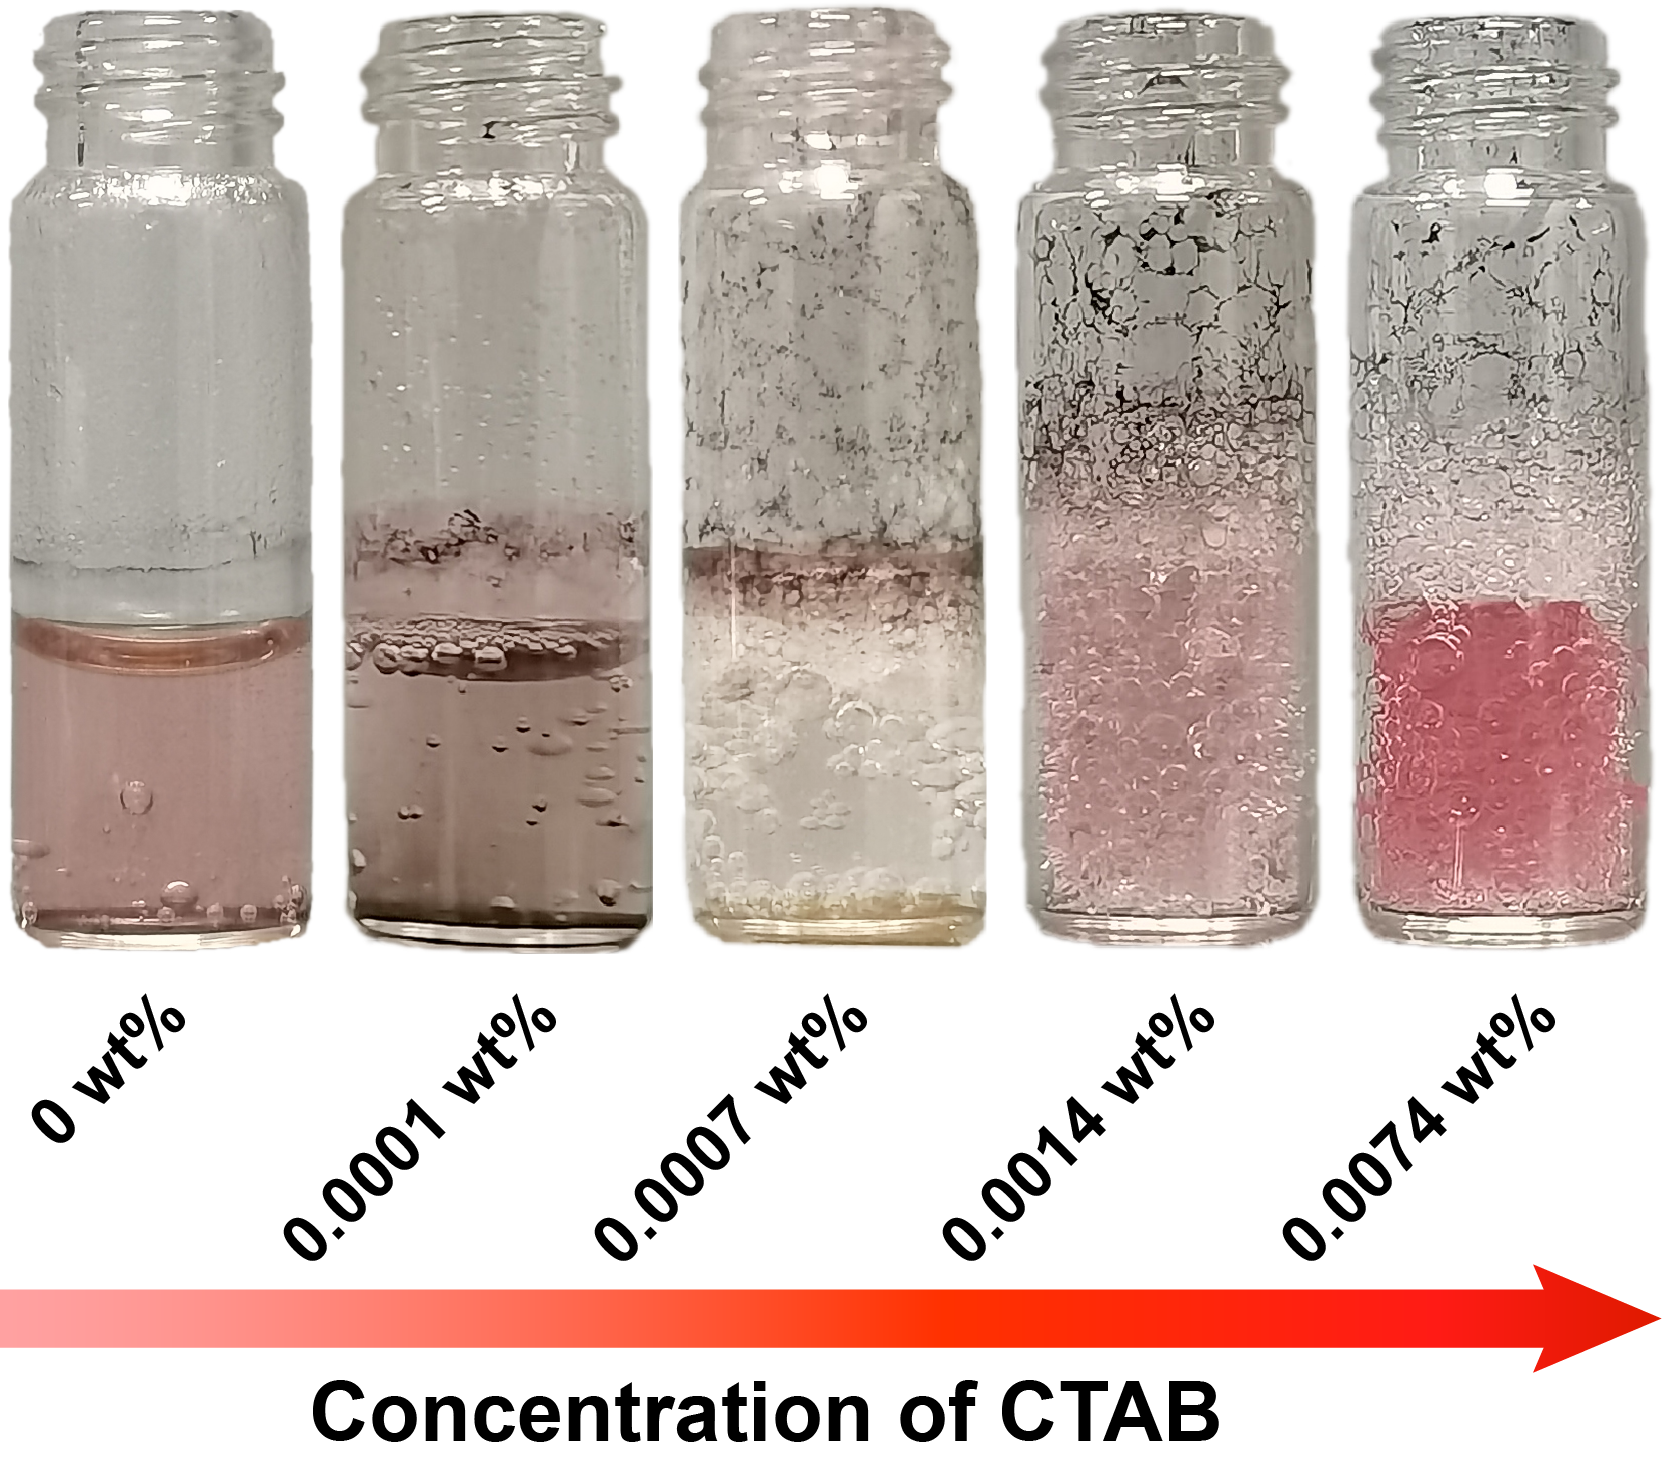 0 wt%
0.0001 wt%
0.0007 wt%
0.0014 wt%
0.0074 wt%
Concentration of CTAB